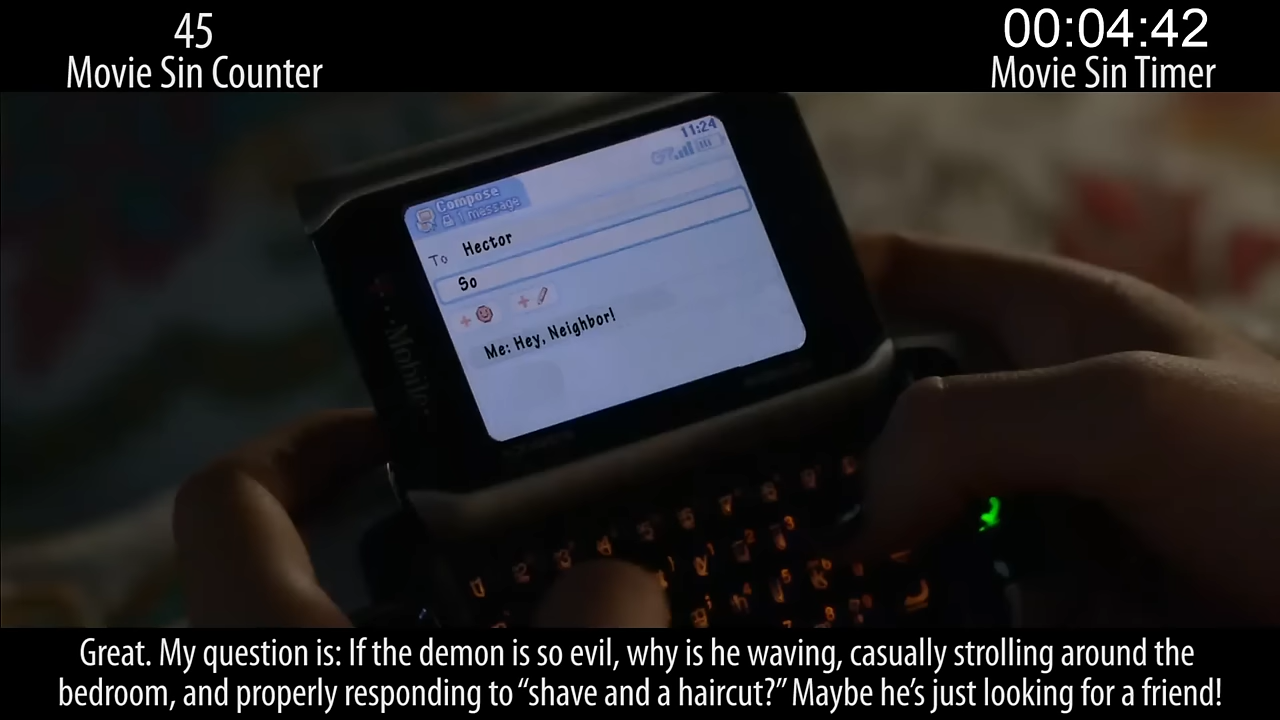 45
Movie Sin Counter
00:04:42
Movie Sin Timer
11:24
Compose
1 message
To Hector
So
Me: Hey, Neighbor!
Mobile
Great. My question is: If the demon is so evil, why is he waving, casually strolling around the
bedroom, and properly responding to “shave and a haircut?” Maybe he’s just looking for a friend!